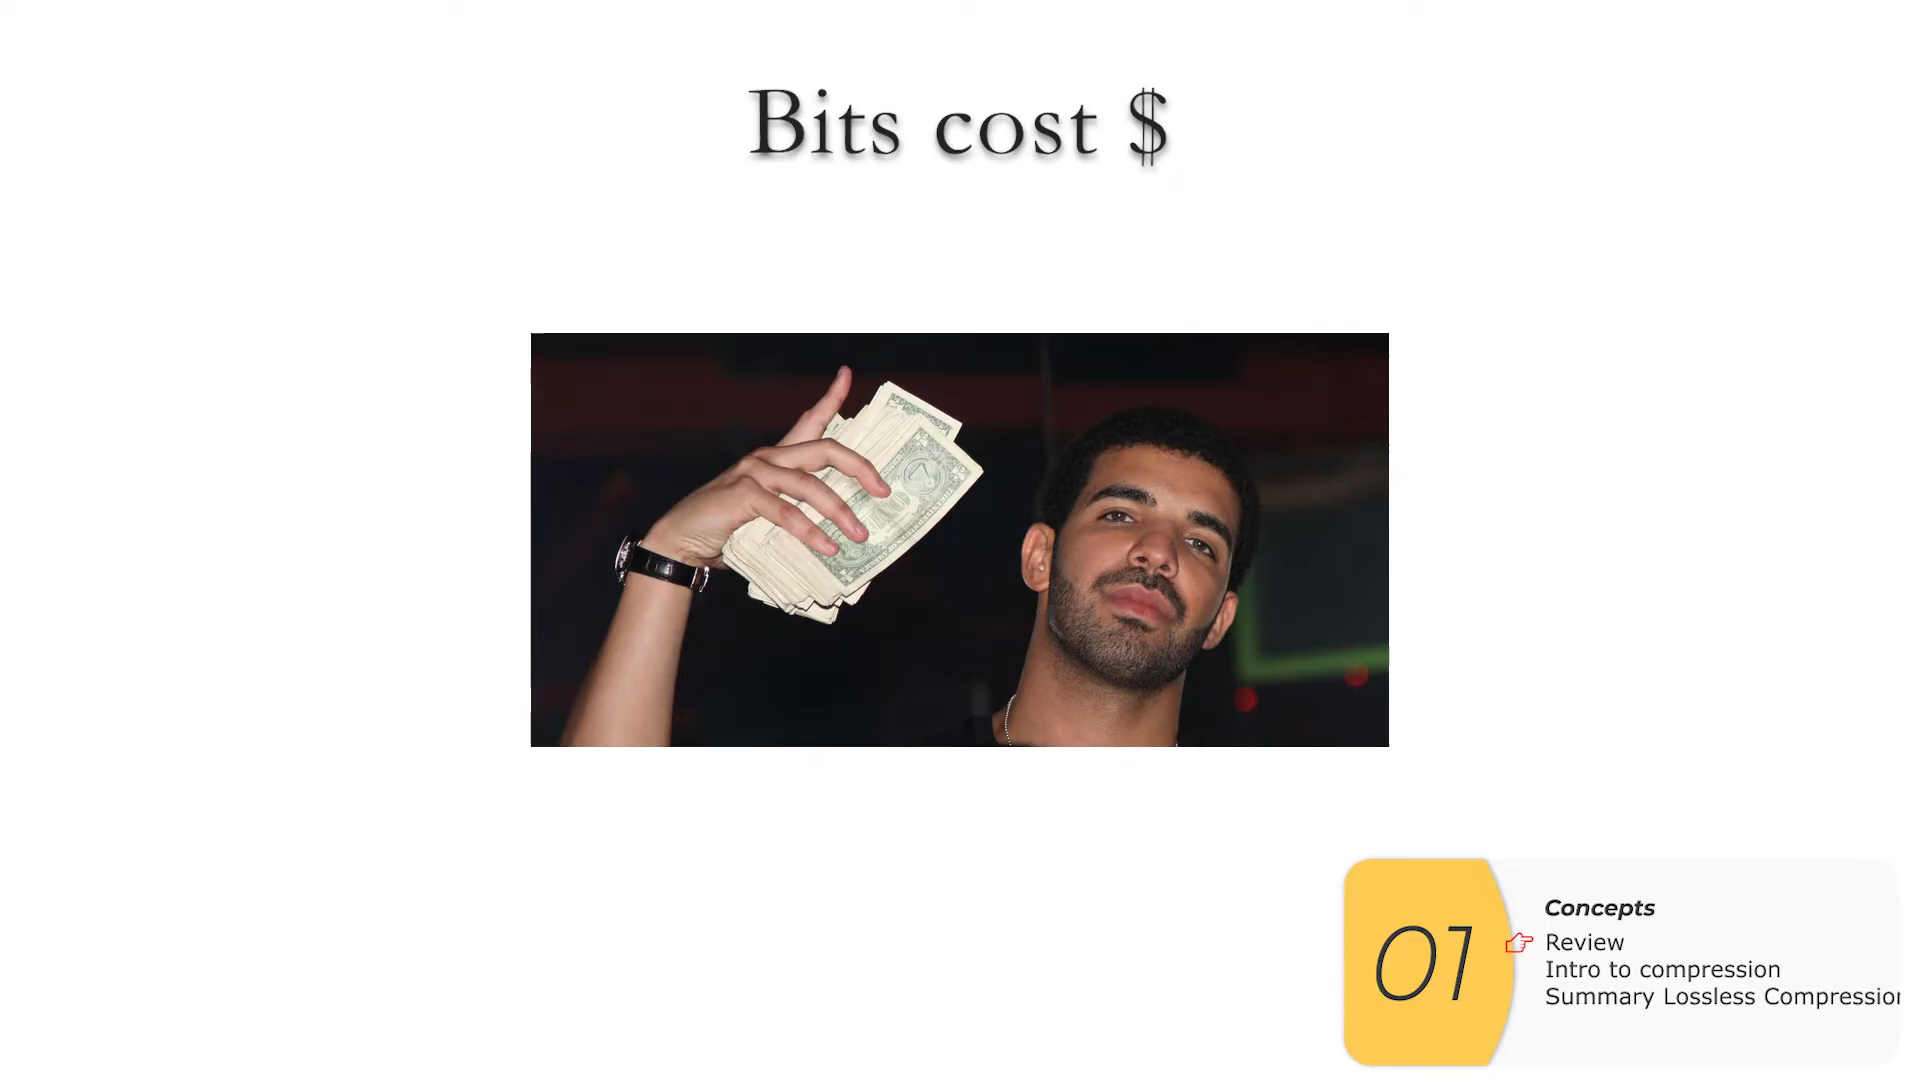 Bits cost $
01
Concepts
Review
Intro to compression
Summary Lossless Compression